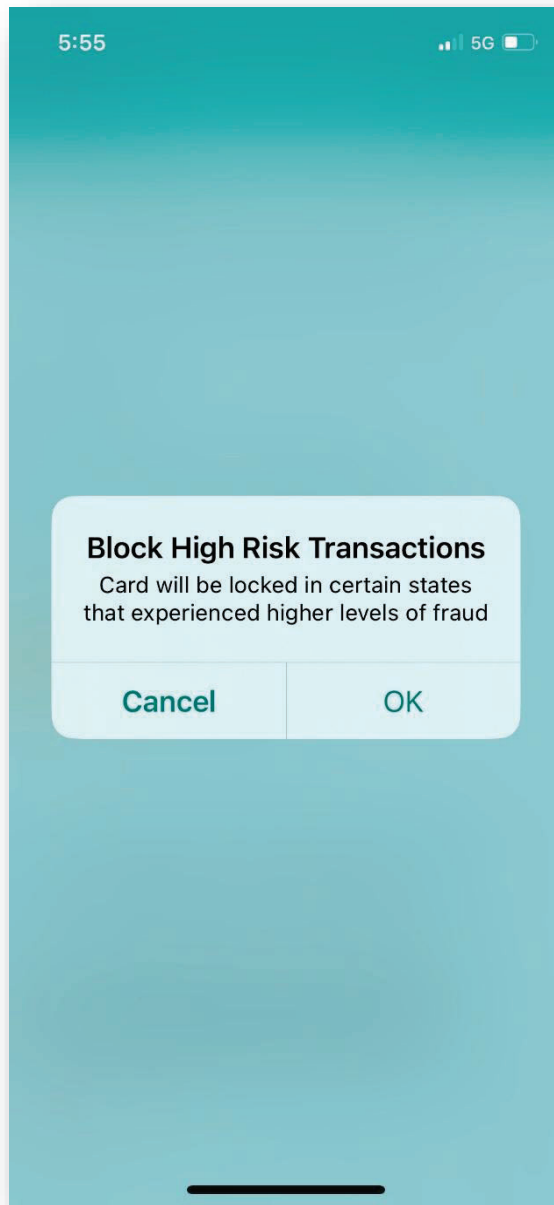 5:55
5G
Block High Risk Transactions
Card will be locked in certain states
that experienced higher levels of fraud
Cancel
OK